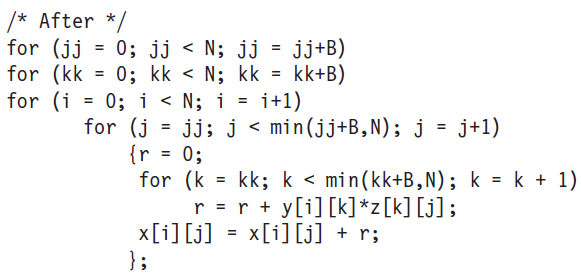 /* After */
for (jj = 0; jj < N; jj = jj+B)
for (kk = 0; kk < N; kk = kk+B)
for (i = 0; i < N; i = i+1)
for (j = jj; j < min(jj+B,N); j = j+1)
{r = 0;
for (k = kk; k < min(kk+B,N); k = k + 1)
r = r + y[i][k]*z[k][j];
x[i][j] = x[i][j] + r;
};